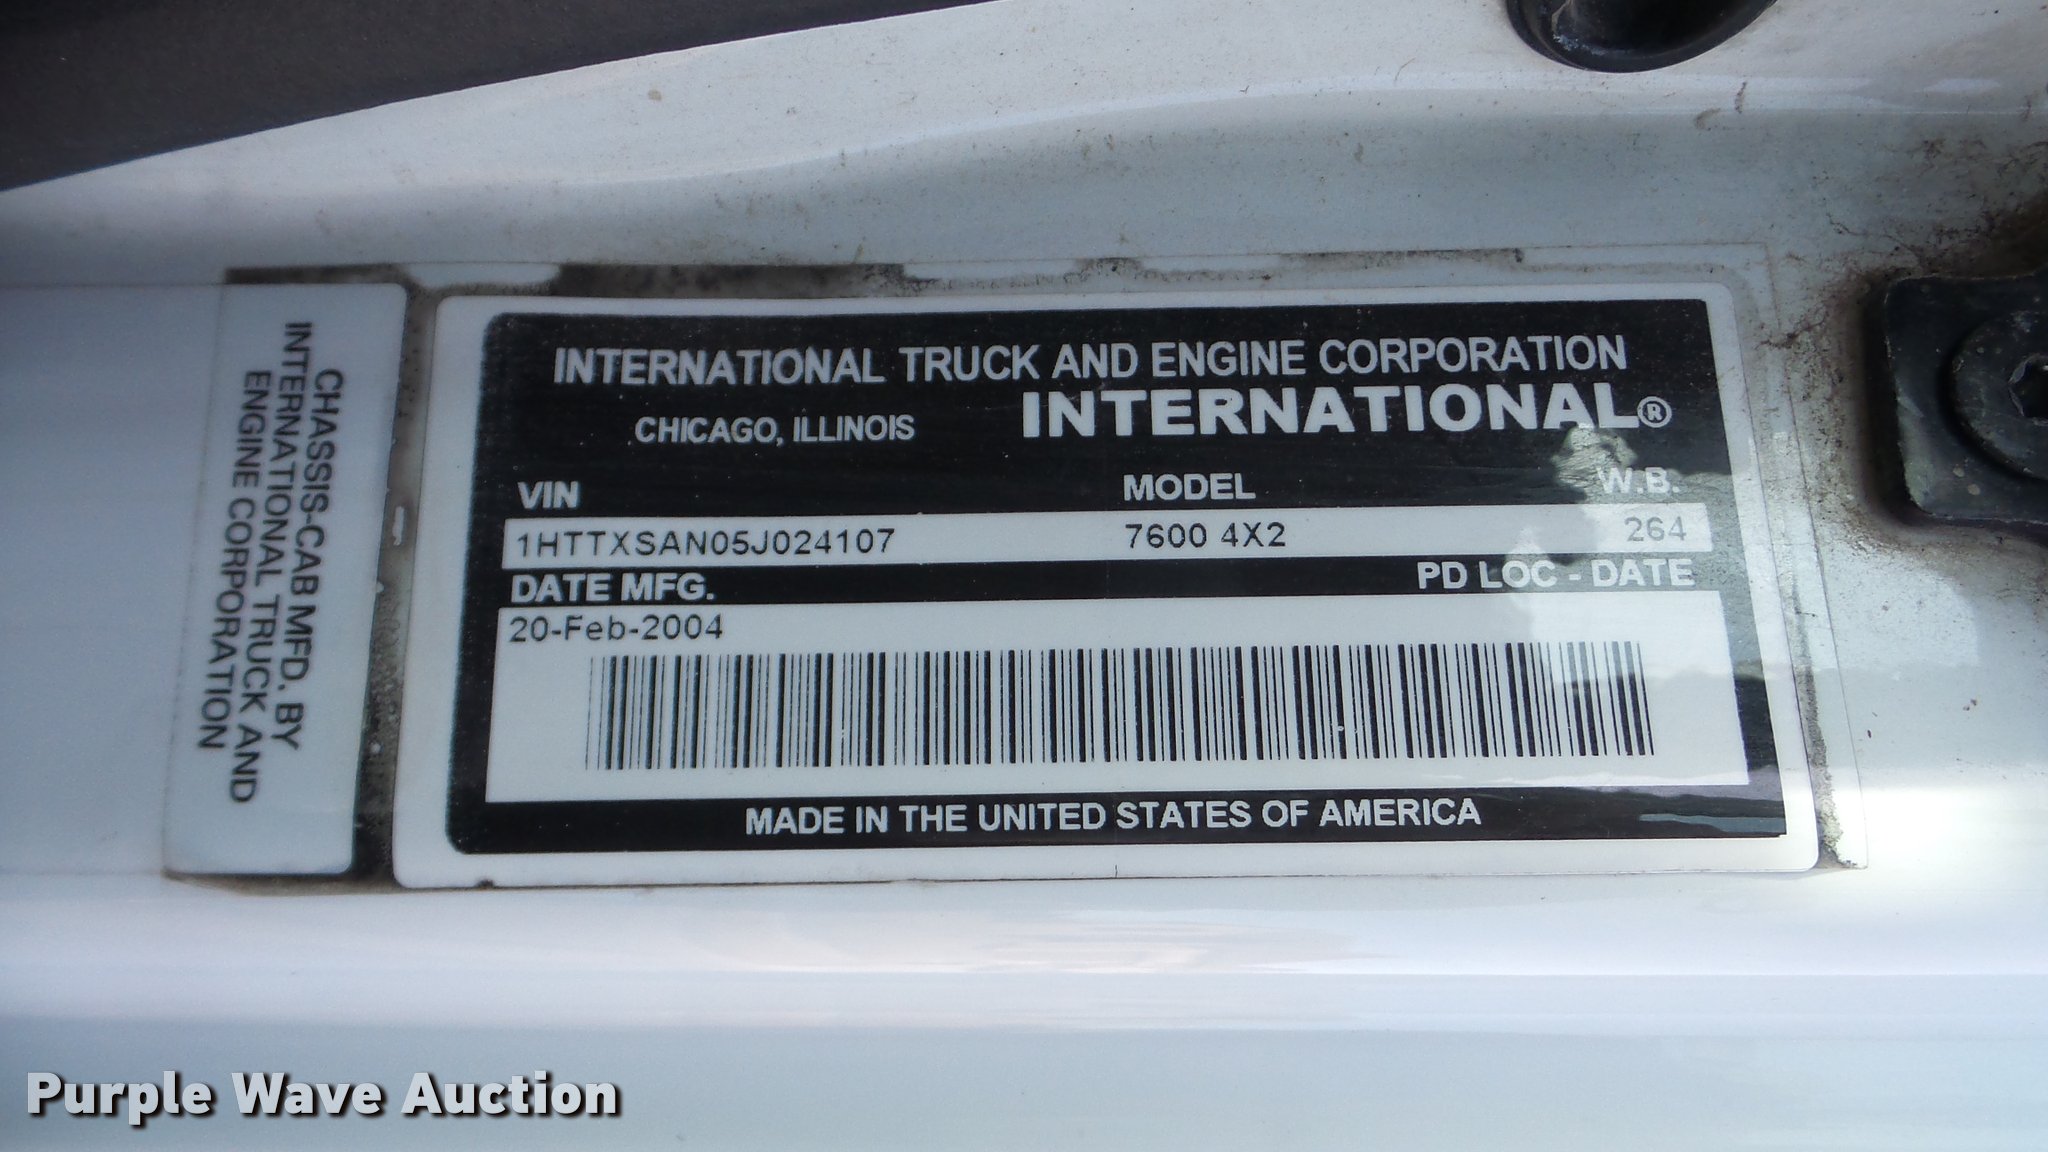 CHASSIS-CAB MFD. BY
INTERNATIONAL TRUCK AND
ENGINE CORPORATION
INTERNATIONAL TRUCK AND ENGINE CORPORATION
CHICAGO, ILLINOIS INTERNATIONAL®
VIN MODEL W.B.
1HTTXSAN05J024107 7600 4X2 264
DATE MFG. PD LOC - DATE
20-Feb-2004
MADE IN THE UNITED STATES OF AMERICA
Purple Wave Auction